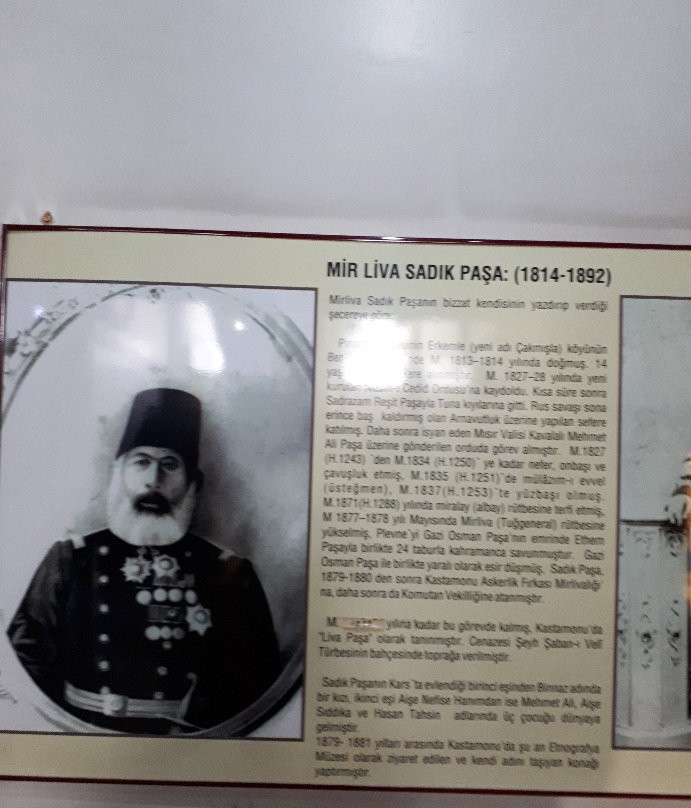 MİR LİVA SADIK PAŞA: (1814-1892)
Mirliva Sadık Paşanın bizzat kendisinin yazdırıp verdiği
şecereye göre;
Erkemle (yeni adı Çakmışla) köyünün
M. 1813-1814 yılında doğmuş. 14
M. 1827-28 yılında yeni
Cedid Ordusu'na kaydoldu. Kısa süre sonra
Sadrazam Reşit Paşayla Tuna kıyılarına gitti. Rus savaşı sona
erince baş kaldırmış olan Arnavutluk üzerine yapılan sefere
katılmış. Daha sonra isyan eden Mısır Valisi Kavalalı Mehmet
Ali Paşa üzerine gönderilen orduda görev almıştır. M.1827
(H.1243) 'den M.1834 (H.1250)' ye kadar nefer, onbaşı ve
çavuşluk etmiş, M.1835 (H.1251)'de mülâzım-ı evvel
(üsteğmen), M.1837(H.1253)'te yüzbaşı olmuş.
M.1871(H.1288) yılında miralay (albay) rütbesine terfi etmiş,
M 1877-1878 yılı Mayısında Mirliva (Tuğgeneral) rütbesine
yükselmiş, Plevne'yi Gazi Osman Paşa'nın emrinde Ethem
Paşayla birlikte 24 taburla kahramanca savunmuştur. Gazi
Osman Paşa ile birlikte yaralı olarak esir düşmüş. Sadık Paşa,
1879-1880 den sonra Kastamonu Askerlik Fırkası Mirlivalığı'
na, daha sonra da Komutan Vekilliğine atanmıştır.
M. yılına kadar bu görevde kalmış, Kastamonu'da
"Liva Paşa" olarak tanınmıştır. Cenazesi Şeyh Şaban-ı Veli
Türbesinin bahçesinde toprağa verilmiştir.
Sadık Paşanın Kars'ta evlendiği birinci eşinden Binnaz adında
bir kızı, ikinci eşi Aişe Nefise Hanımdan ise Mehmet Ali, Aişe
Sıddıka ve Hasan Tahsin adlarında üç çocuğu dünyaya
gelmiştir.
1879- 1881 yılları arasında Kastamonu'da şu an Etnografya
Müzesi olarak ziyaret edilen ve kendi adını taşıyan konağı
yaptırmıştır.